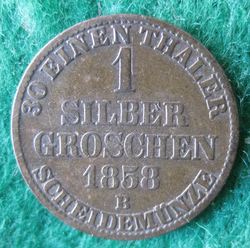 30 EINEN THALER
1
SILBER
GROSCHEN
1858
B
SCHEIDEMÜNZE